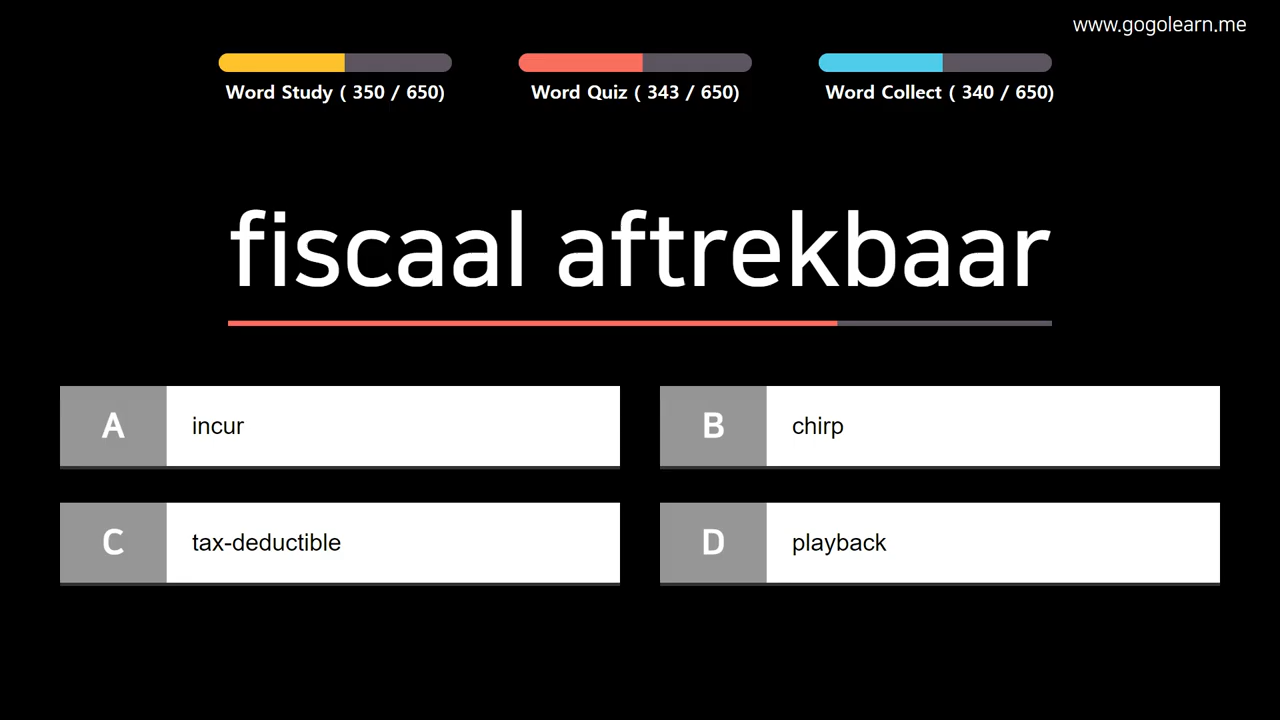 www.gogolearn.me
Word Study ( 350 / 650)
Word Quiz ( 343 / 650)
Word Collect ( 340 / 650)
fiscaal aftrekbaar
A
incur
B
chirp
C
tax-deductible
D
playback